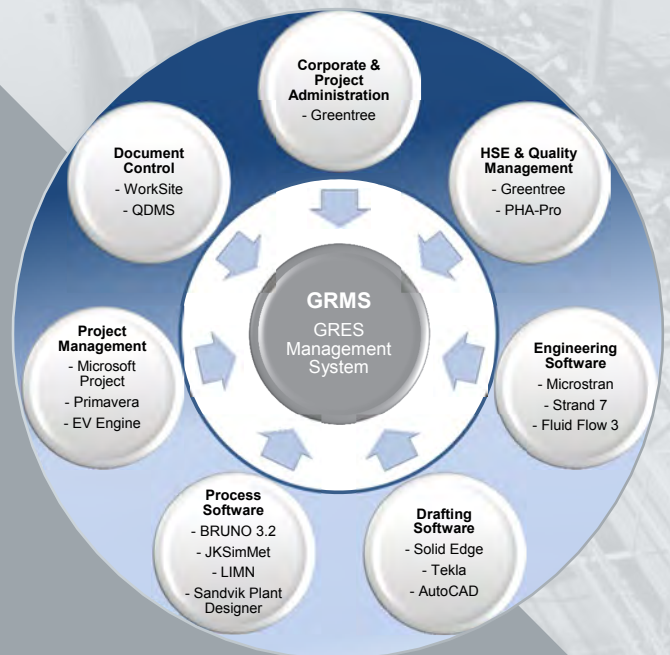 Corporate &
Project
Administration
- Greentree
HSE & Quality
Management
- Greentree
- PHA-Pro
Engineering
Software
- Microstran
- Strand 7
- Fluid Flow 3
Drafting
Software
- Solid Edge
- Tekla
- AutoCAD
Process
Software
- BRUNO 3.2
- JKSimMet
- LIMN
- Sandvik Plant
Designer
Project
Management
- Microsoft
Project
- Primavera
- EV Engine
Document
Control
- WorkSite
- QDMS
GRMS
GRES
Management
System